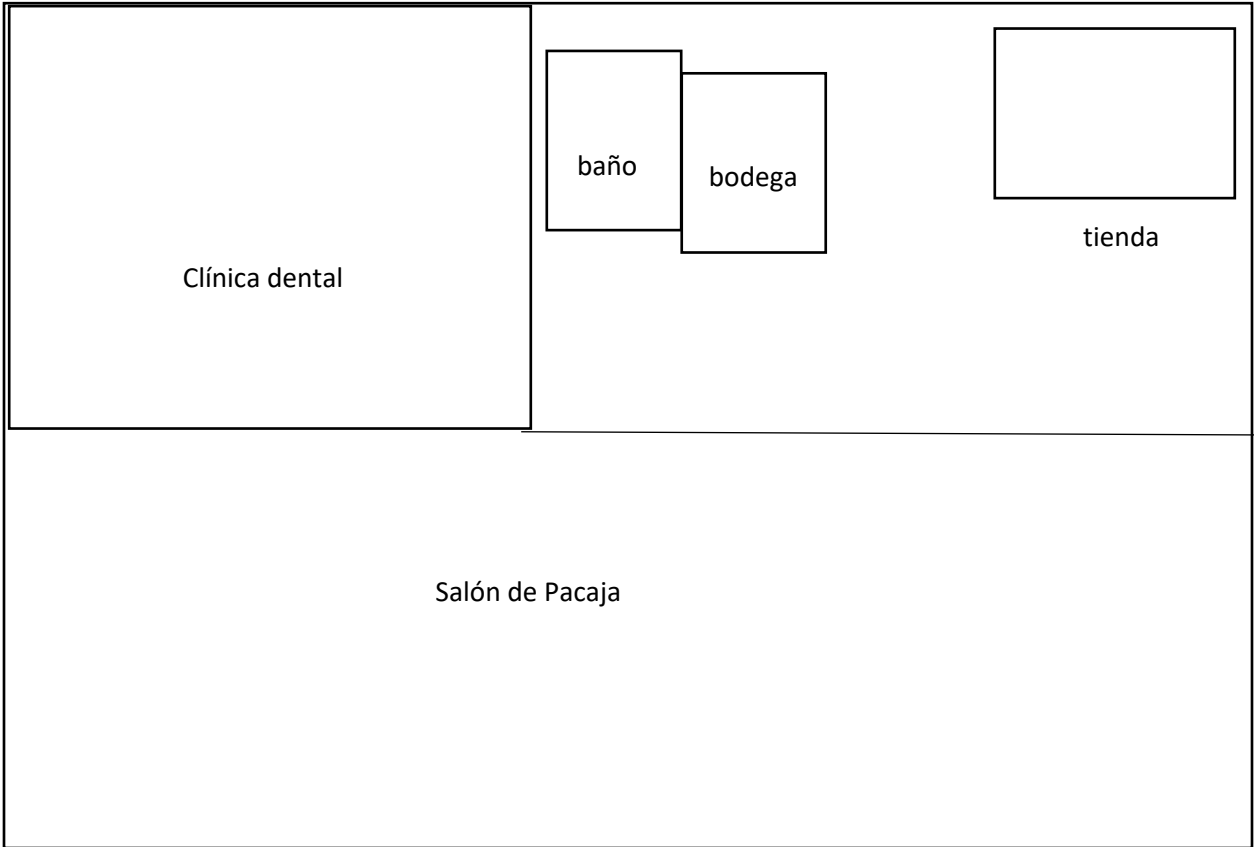 baño
bodega
tienda
Clínica dental
Salón de Pacaja